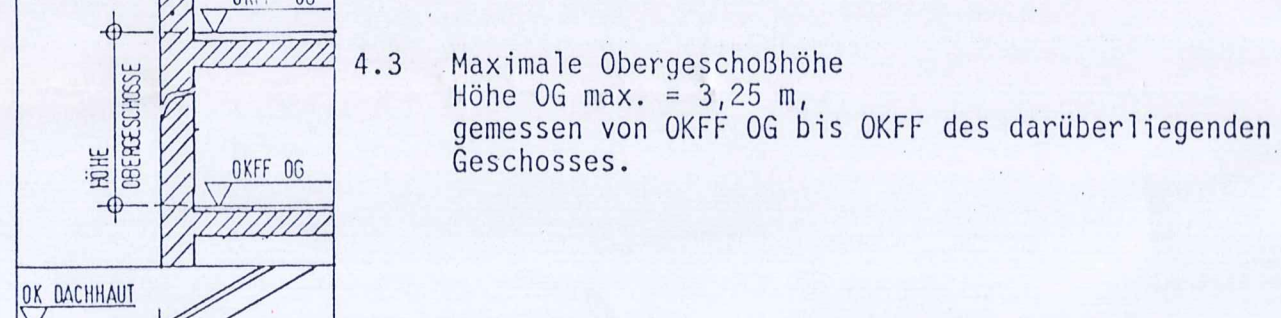 OKFF OG
4.3 Maximale Obergeschoßhöhe
Höhe OG max. = 3,25 m,
gemessen von OKFF OG bis OKFF des darüberliegenden
Geschosses.
HÖHE
OBERGESCHOSSE
OKFF OG
OK DACHHAUT